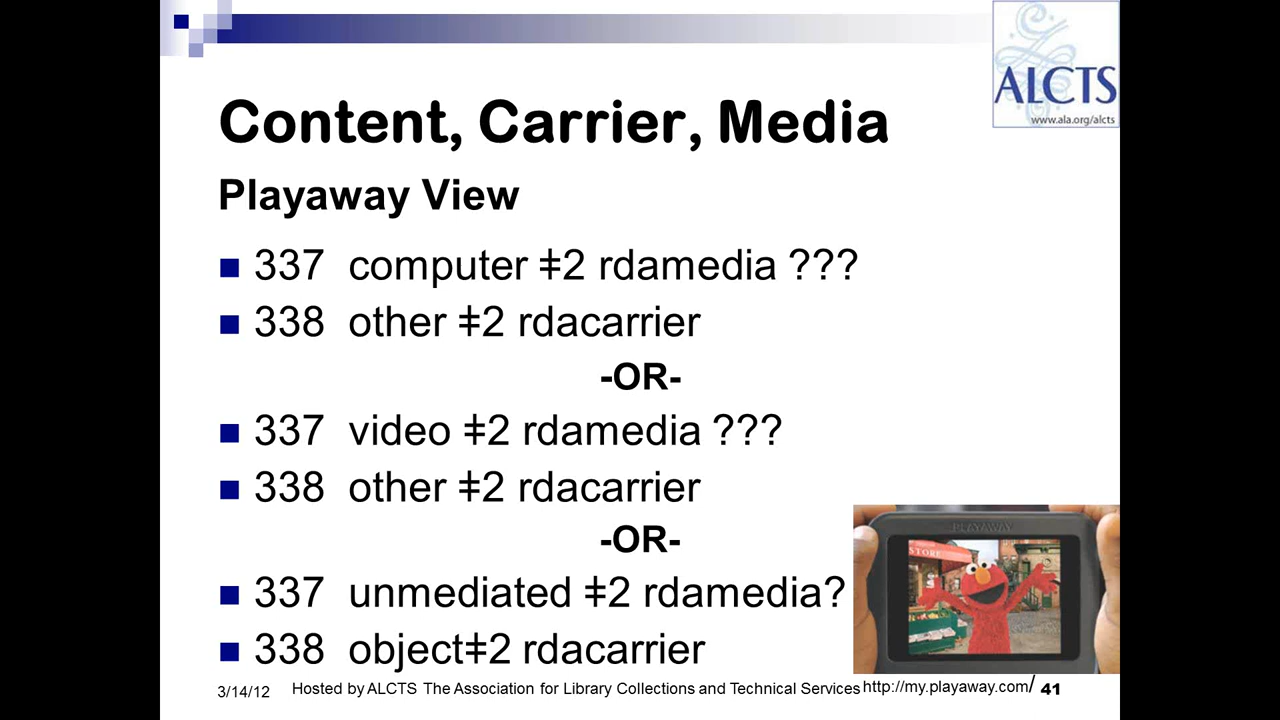 ALCTS
www.ala.org/alcts
Content, Carrier, Media
Playaway View
337 computer ‡2 rdamedia ???
338 other ‡2 rdacarrier
-OR-
337 video ‡2 rdamedia ???
338 other ‡2 rdacarrier
-OR-
337 unmediated ‡2 rdamedia?
338 object‡2 rdacarrier
PLAYAWAY
STORE
3/14/12 Hosted by ALCTS The Association for Library Collections and Technical Services http://my.playaway.com/ 41